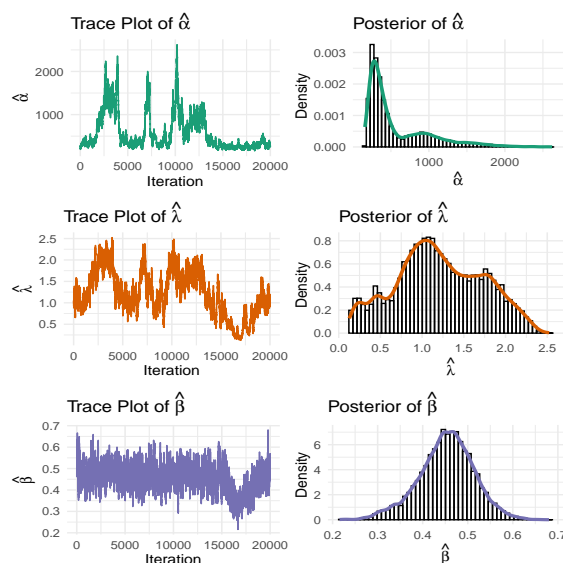 Trace Plot of α̂
α̂
2000
1000
0 5000 10000 15000 20000
Iteration
Posterior of α̂
Density
0.003
0.002
0.001
0.000
1000 2000
α̂
Trace Plot of λ̂
λ̂
2.5
2.0
1.5
1.0
0.5
0 5000 10000 15000 20000
Iteration
Posterior of λ̂
Density
0.8
0.6
0.4
0.2
0.0
0.0 0.5 1.0 1.5 2.0 2.5
λ̂
Trace Plot of β̂
β̂
0.7
0.6
0.5
0.4
0.3
0.2
0 5000 10000 15000 20000
Iteration
Posterior of β̂
Density
6
4
2
0
0.2 0.3 0.4 0.5 0.6 0.7
β̂